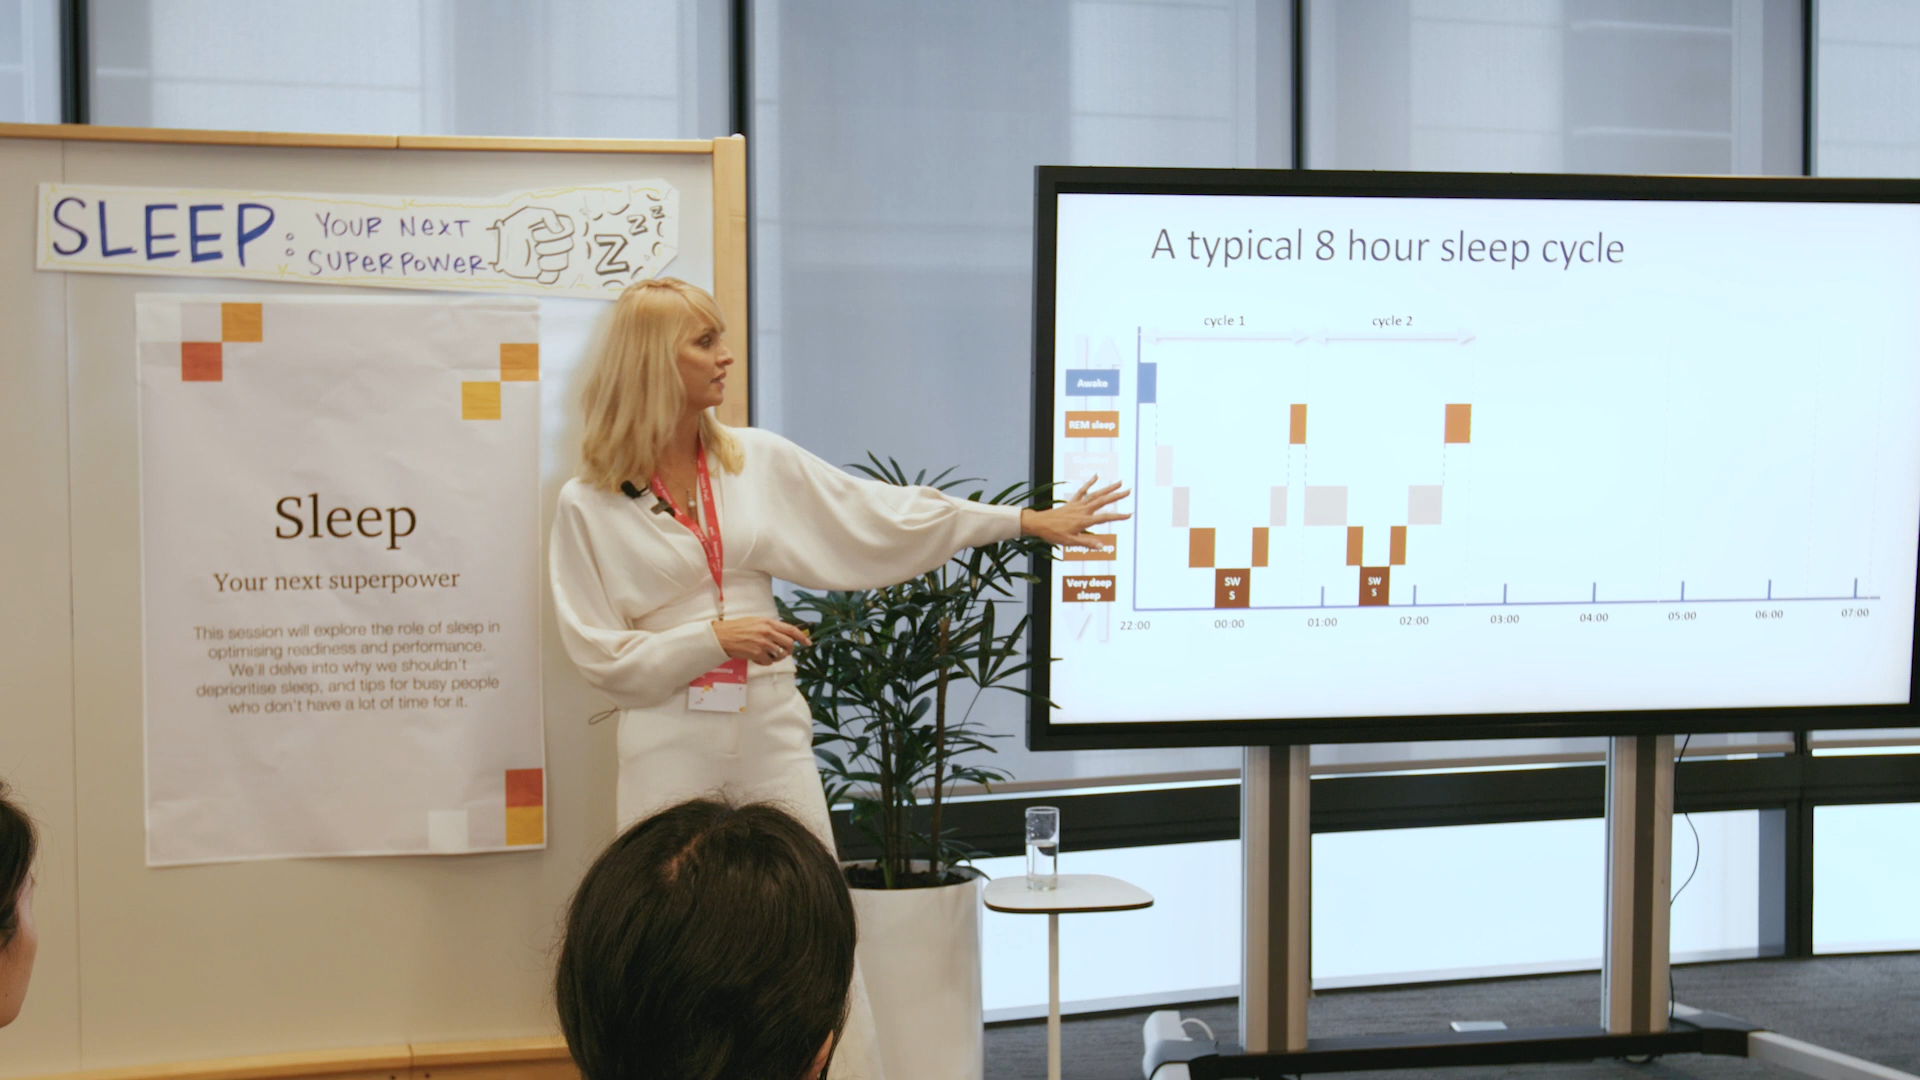 SLEEP: YOUR NEXT
SUPERPOWER
Z z z
Sleep
Your next superpower
This session will explore the role of sleep in
optimising readiness and performance.
We'll delve into why we shouldn't
deprioritise sleep, and tips for busy people
who don't have a lot of time for it.
A typical 8 hour sleep cycle
cycle 1
cycle 2
Awake
REM sleep
Deep sleep
Very deep
sleep
SW
S
SW
S
22:00
00:00
01:00
02:00
03:00
04:00
05:00
06:00
07:00